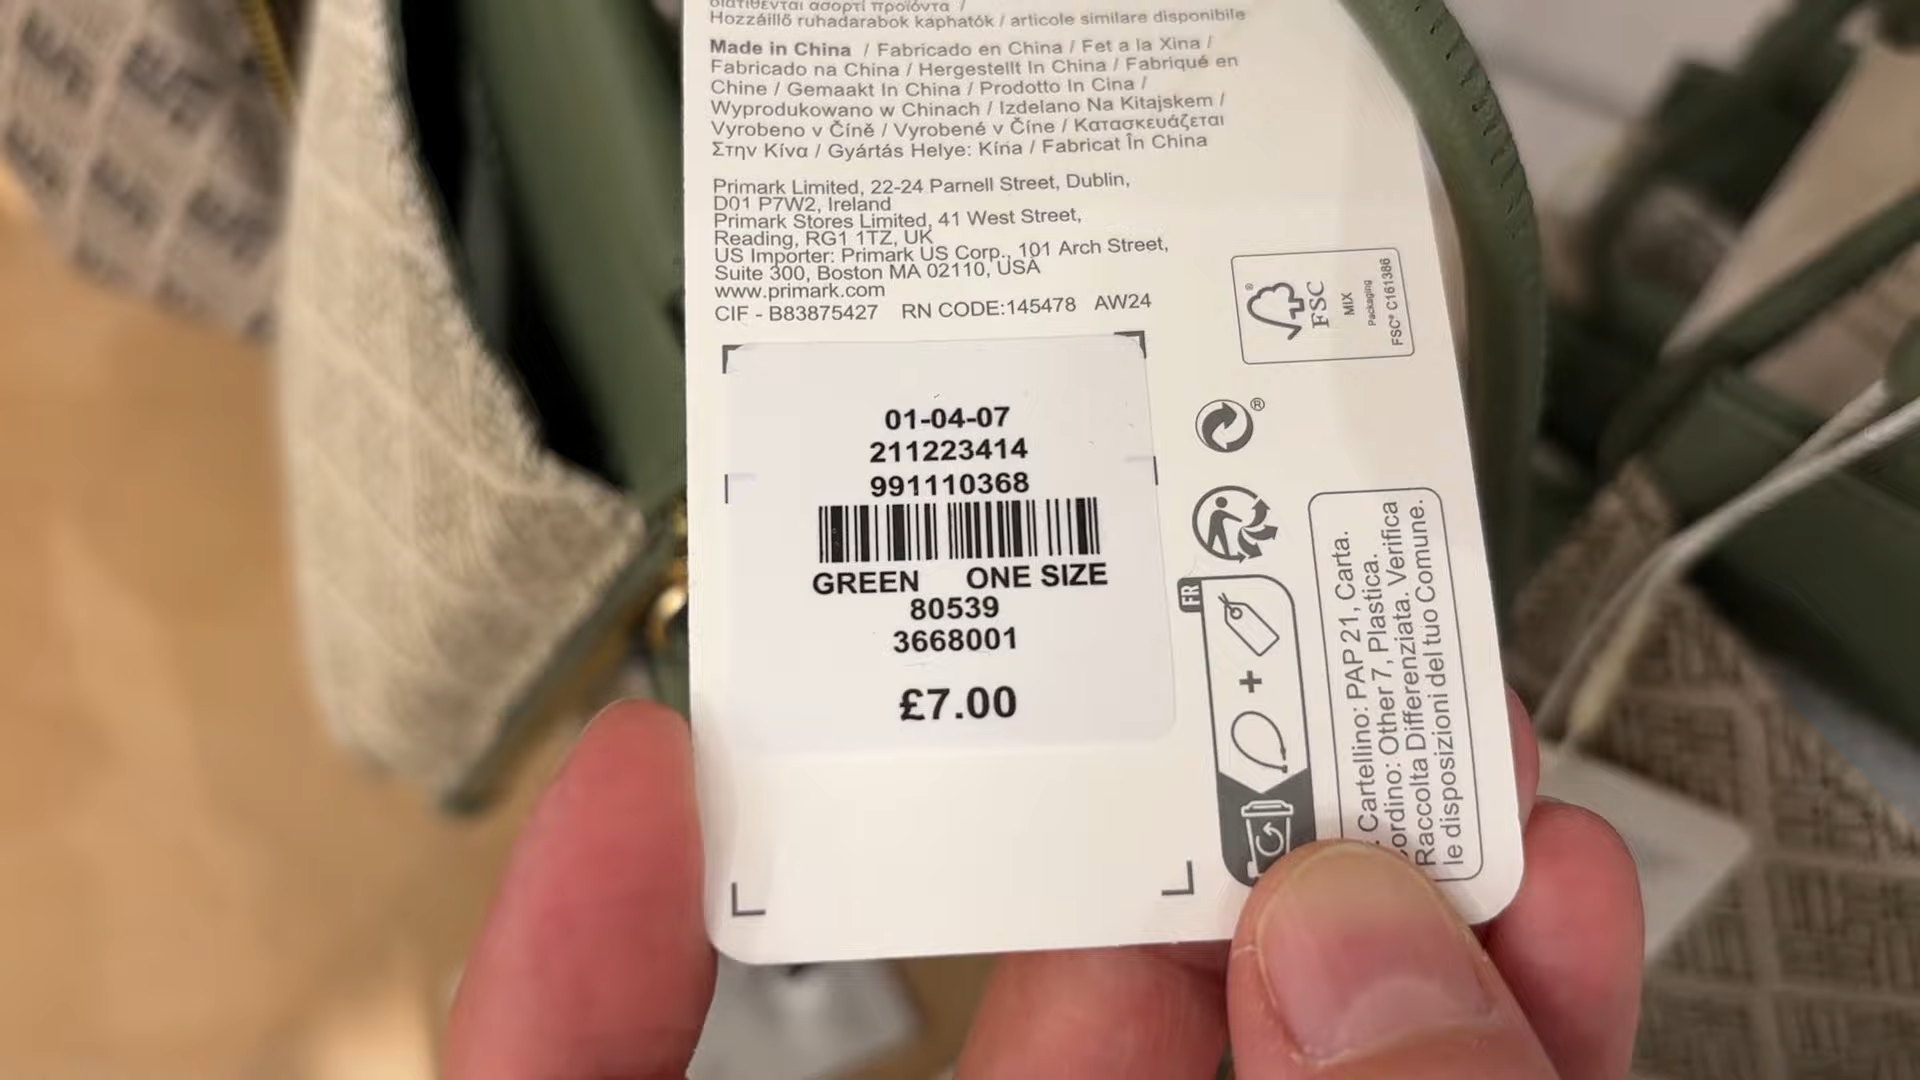 διατίθενται ασορτί προϊόντα /
Hozzáillő ruhadarabok kaphatók / articole similare disponibile
Made in China / Fabricado en China / Fet a la Xina /
Fabricado na China / Hergestellt In China / Fabriqué en
Chine / Gemaakt In China / Prodotto In Cina /
Wyprodukowano w Chinach / Izdelano Na Kitajskem /
Vyrobeno v Číně / Vyrobené v Číne / Κατασκευάζεται
Στην Κίνα / Gyártás Helye: Kína / Fabricat În China
Primark Limited, 22-24 Parnell Street, Dublin,
D01 P7W2, Ireland
Primark Stores Limited, 41 West Street,
Reading, RG1 1TZ, UK
US Importer: Primark US Corp., 101 Arch Street,
Suite 300, Boston MA 02110, USA
www.primark.com
CIF - B83875427 RN CODE:145478 AW24
01-04-07
211223414
991110368
GREEN ONE SIZE
80539
3668001
£7.00
®
FSC
MIX
Packaging
FSC® C161386
®
FR
+
Cartellino: PAP 21, Carta.
ordino: Other 7, Plastica.
Raccolta Differenziata. Verifica
le disposizioni del tuo Comune.